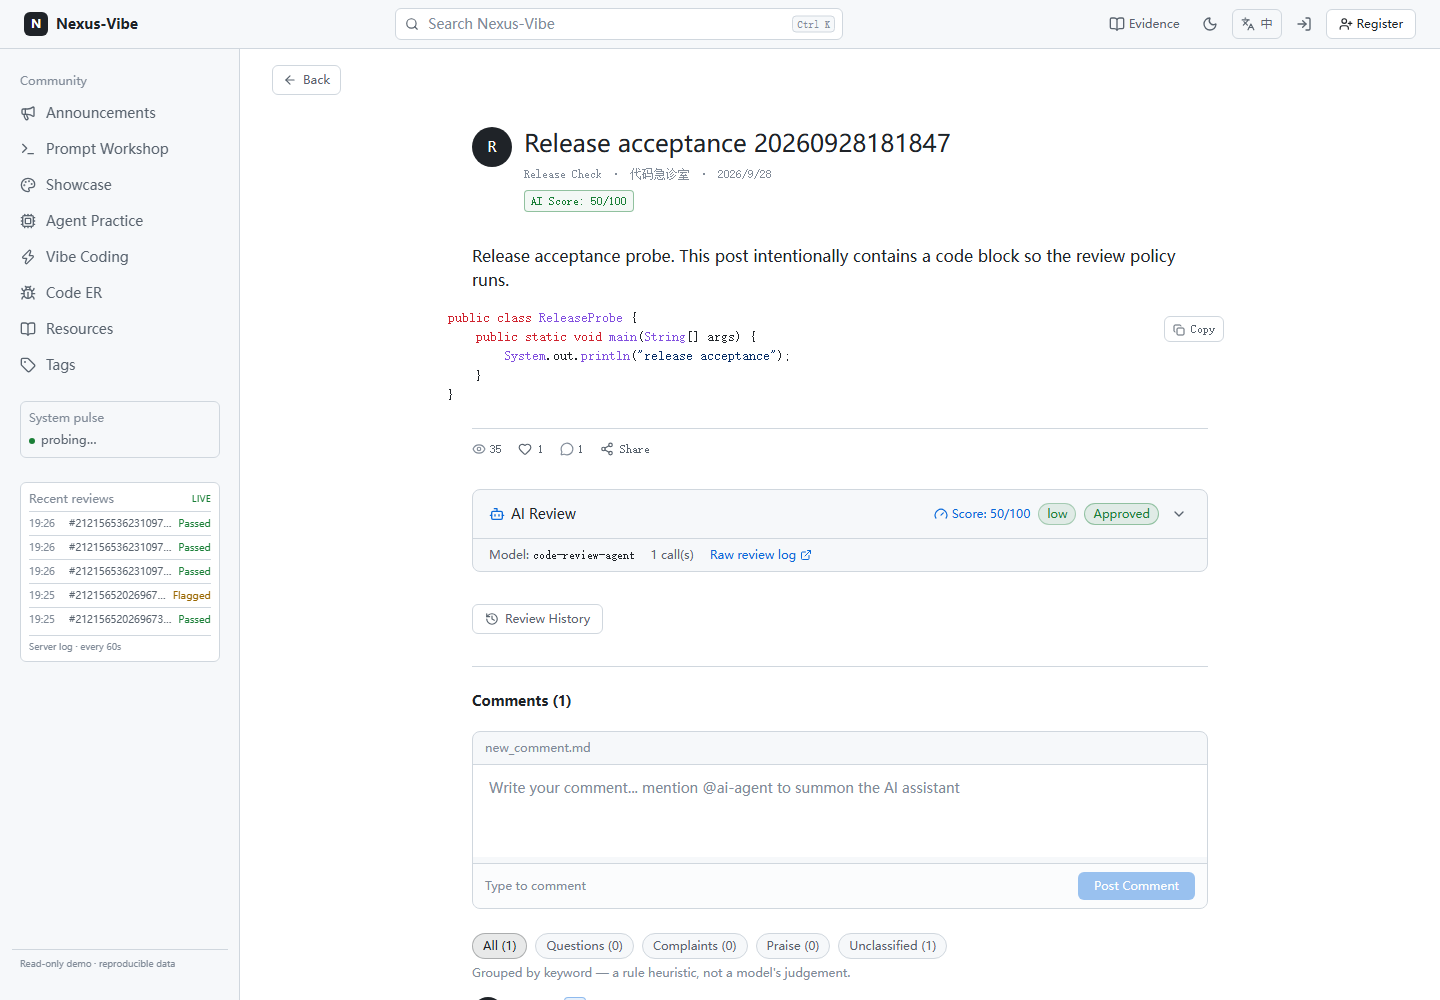 N Nexus-Vibe
Search Nexus-Vibe
Ctrl K
Evidence
中
Register
Community
Announcements
Prompt Workshop
Showcase
Agent Practice
Vibe Coding
Code ER
Resources
Tags
System pulse
probing...
Recent reviews LIVE
19:26 #212156536231097... Passed
19:26 #212156536231097... Passed
19:26 #212156536231097... Passed
19:25 #21215652026967... Flagged
19:25 #212156520269673... Passed
Server log · every 60s
Read-only demo · reproducible data
Back
R
Release acceptance 20260928181847
Release Check · 代码急诊室 · 2026/9/28
AI Score: 50/100
Release acceptance probe. This post intentionally contains a code block so the review policy
runs.
public class ReleaseProbe {
    public static void main(String[] args) {
        System.out.println("release acceptance");
    }
}
Copy
35 1 1 Share
AI Review
Score: 50/100 low Approved
Model: code-review-agent 1 call(s) Raw review log
Review History
Comments (1)
new_comment.md
Write your comment... mention @ai-agent to summon the AI assistant
Type to comment
Post Comment
All (1) Questions (0) Complaints (0) Praise (0) Unclassified (1)
Grouped by keyword — a rule heuristic, not a model's judgement.